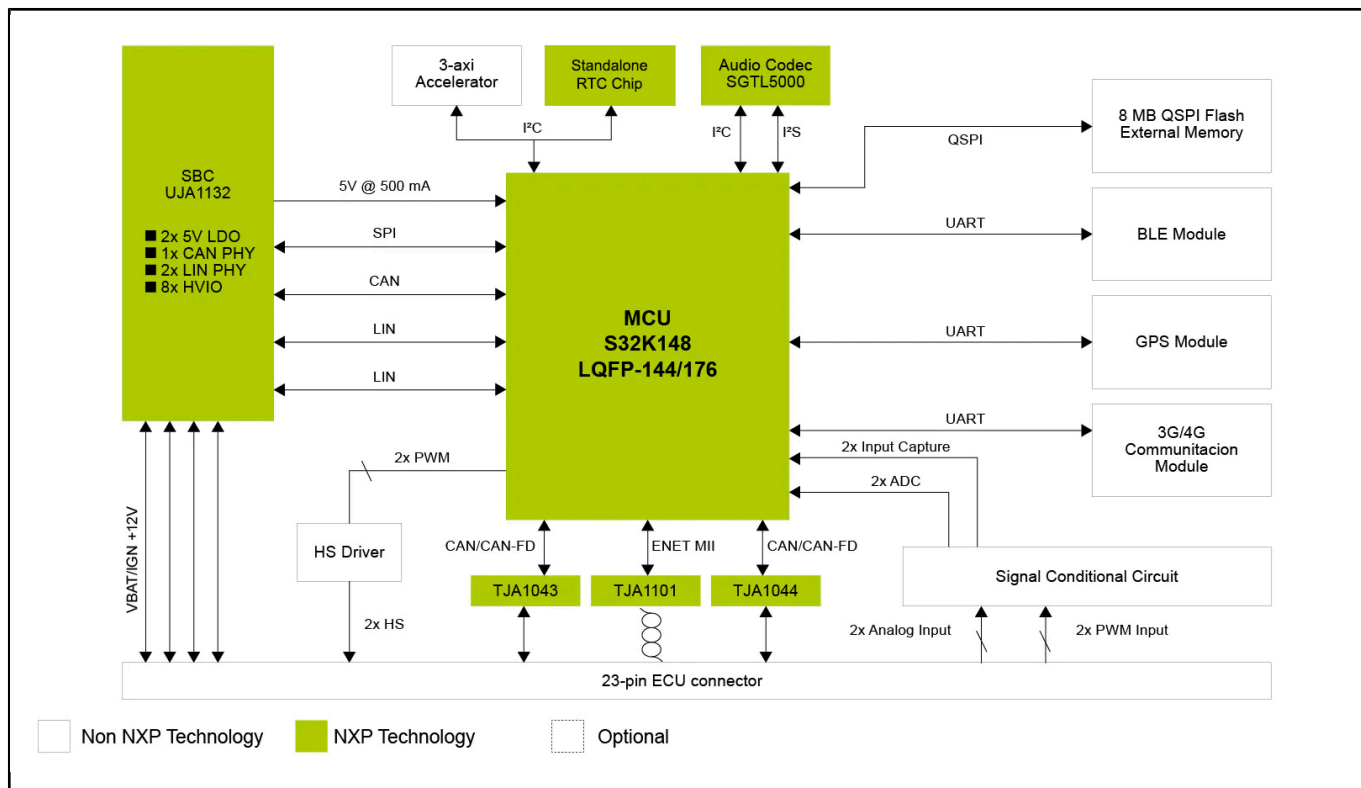 3-axi
Accelerator
Standalone
RTC Chip
Audio Codec
SGTL5000
8 MB QSPI Flash
External Memory
I²C
I²C
I²S
QSPI
SBC
UJA1132
■ 2x 5V LDO
■ 1x CAN PHY
■ 2x LIN PHY
■ 8x HVIO
5V @ 500 mA
SPI
CAN
LIN
LIN
MCU
S32K148
LQFP-144/176
UART
BLE Module
UART
GPS Module
UART
3G/4G
Communitacion
Module
2x Input Capture
2x ADC
2x PWM
VBAT/IGN +12V
HS Driver
2x HS
CAN/CAN-FD
ENET MII
CAN/CAN-FD
TJA1043
TJA1101
TJA1044
Signal Conditional Circuit
2x Analog Input
2x PWM Input
23-pin ECU connector
Non NXP Technology
NXP Technology
Optional